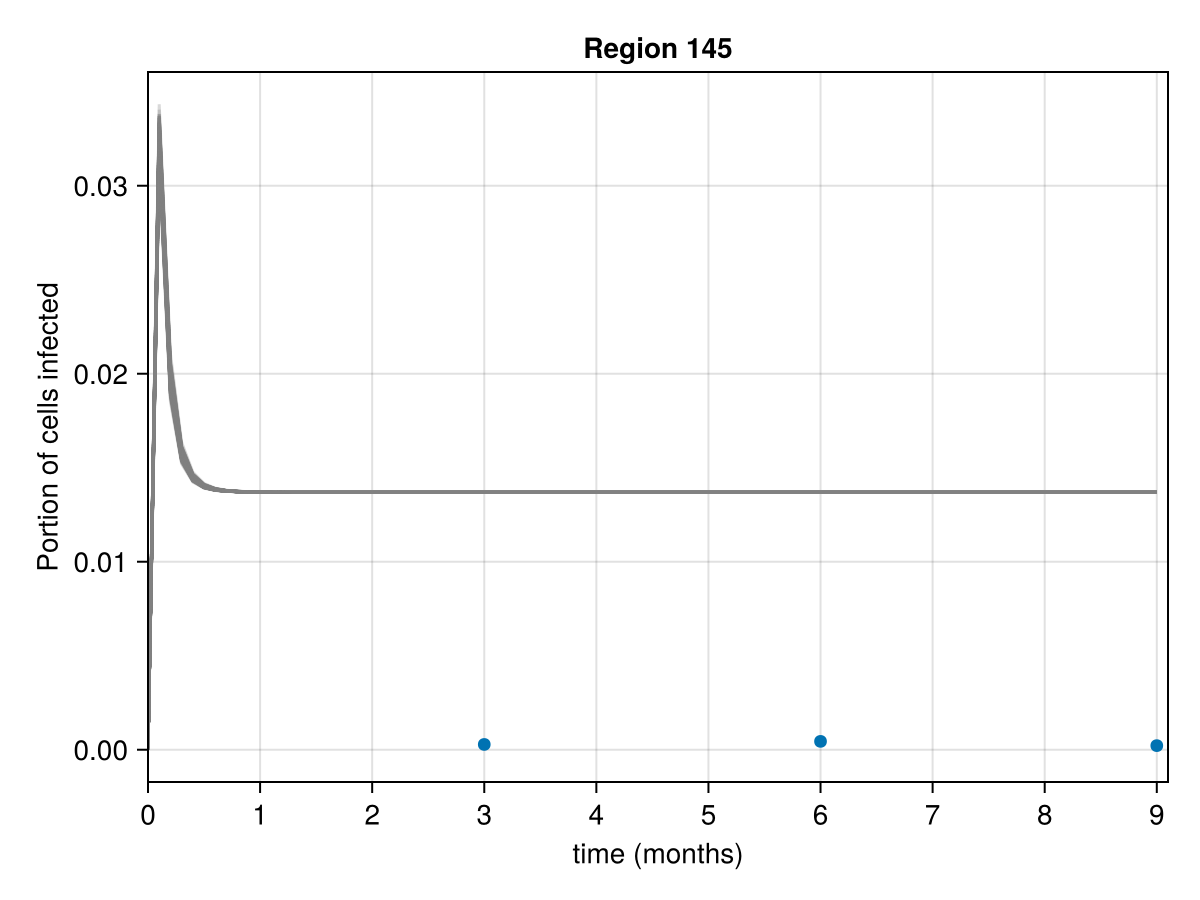 Region 145
Portion of cells infected
0.03
0.02
0.01
0.00
0 1 2 3 4 5 6 7 8 9
time (months)